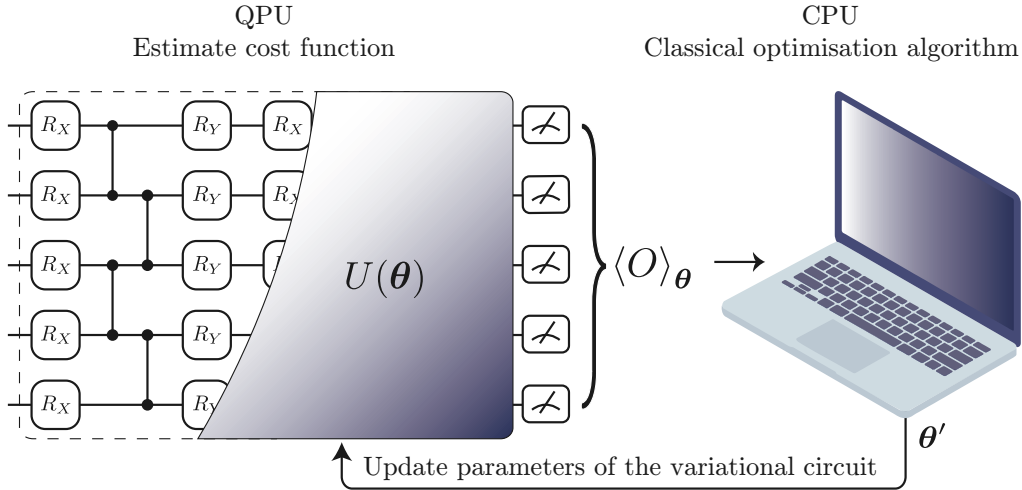 QPU
Estimate cost function
CPU
Classical optimisation algorithm
R_X R_Y R_X
R_X R_Y R_X
R_X R_Y
R_X R_Y
R_X R_Y
U(θ)
⟨O⟩_θ
θ′
Update parameters of the variational circuit